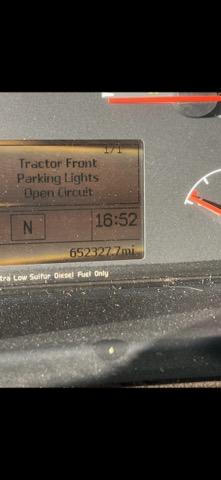 1/1
Tractor Front
Parking Lights
Open Circuit
N
16:52
652327.7mi
tra Low Sulfur Diesel Fuel Only